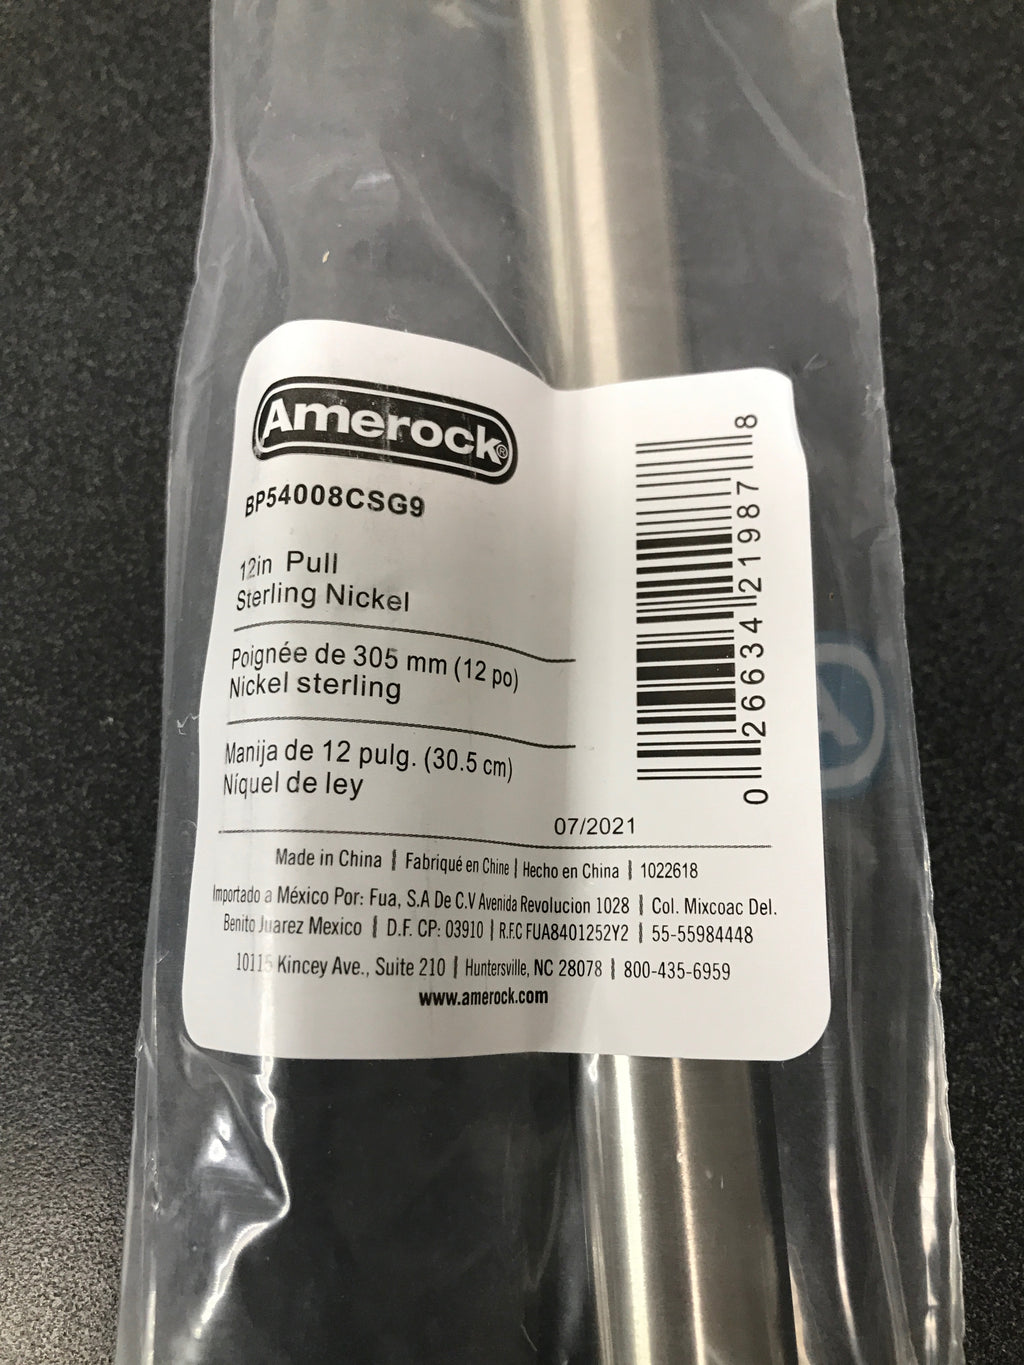 Amerock®
BP54008CSG9
12in Pull
Sterling Nickel
Poignée de 305 mm (12 po)
Nickel sterling
Manija de 12 pulg. (30.5 cm)
Níquel de ley
0 26634 21987 8
07/2021
Made in China | Fabriqué en Chine | Hecho en China | 1022618
Importado a México Por: Fua, S.A De C.V Avenida Revolucion 1028 | Col. Mixcoac Del.
Benito Juarez Mexico | D.F. CP: 03910 | R.F.C FUA8401252Y2 | 55-55984448
10115 Kincey Ave., Suite 210 | Huntersville, NC 28078 | 800-435-6959
www.amerock.com
A